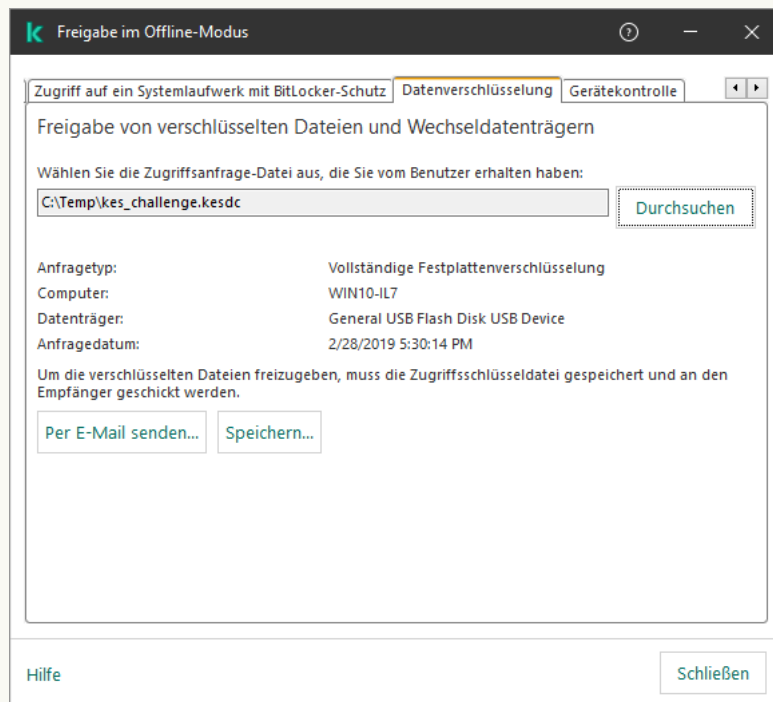 Freigabe im Offline-Modus
Zugriff auf ein Systemlaufwerk mit BitLocker-Schutz
Datenverschlüsselung
Gerätekontrolle
Freigabe von verschlüsselten Dateien und Wechseldatenträgern
Wählen Sie die Zugriffsanfrage-Datei aus, die Sie vom Benutzer erhalten haben:
C:\Temp\kes_challenge.kesdc
Durchsuchen
Anfragetyp: Vollständige Festplattenverschlüsselung
Computer: WIN10-IL7
Datenträger: General USB Flash Disk USB Device
Anfragedatum: 2/28/2019 5:30:14 PM
Um die verschlüsselten Dateien freizugeben, muss die Zugriffsschlüsseldatei gespeichert und an den
Empfänger geschickt werden.
Per E-Mail senden...
Speichern...
Hilfe
Schließen